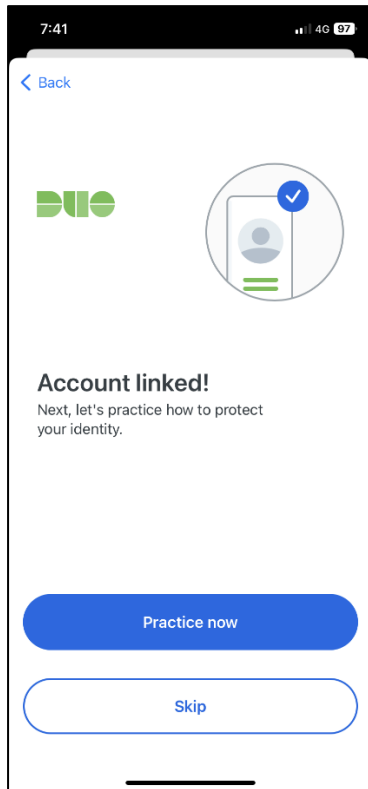 7:41
4G 97
Back
DUO
Account linked!
Next, let's practice how to protect
your identity.
Practice now
Skip